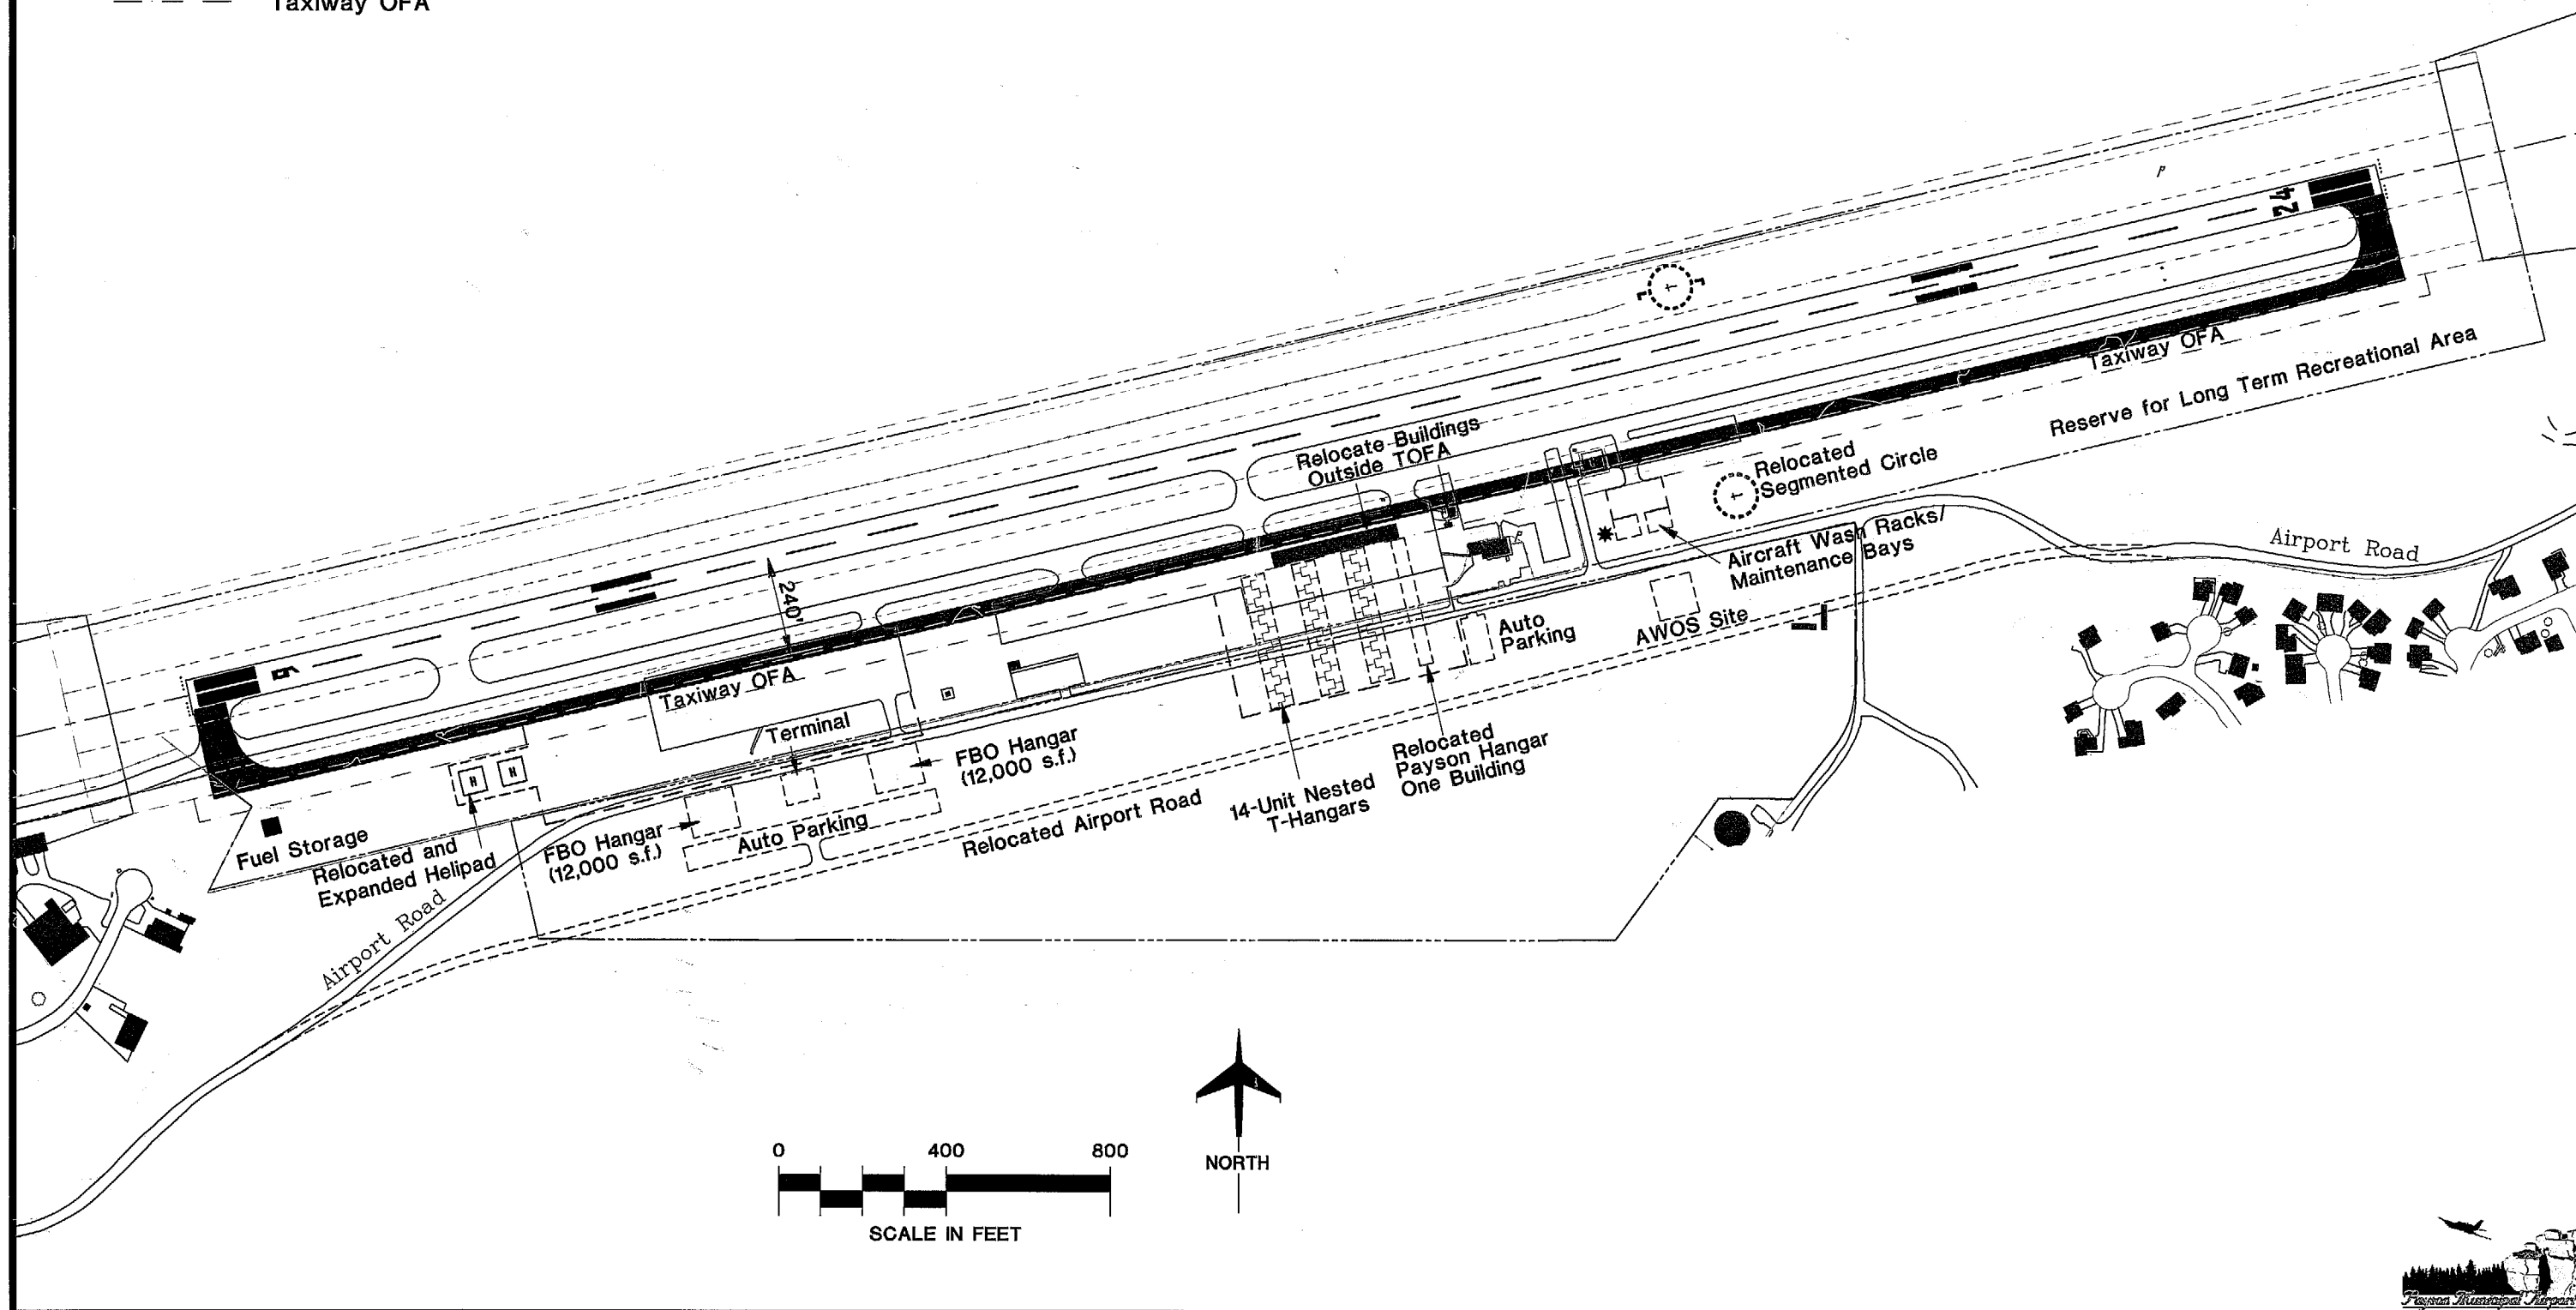 Taxiway OFA
24
Taxiway OFA
Reserve for Long Term Recreational Area
Relocate Buildings
Outside TOFA
Relocated
Segmented Circle
Airport Road
Aircraft Wash Racks/
Maintenance Bays
240'
6
Auto
Parking
AWOS Site
Taxiway OFA
Terminal
FBO Hangar
(12,000 s.f.)
Relocated
Payson Hangar
One Building
14-Unit Nested
T-Hangars
H
H
Relocated Airport Road
Fuel Storage
Relocated and
Expanded Helipad
FBO Hangar
(12,000 s.f.)
Auto Parking
Airport Road
0 400 800
SCALE IN FEET
NORTH
Payson Municipal Airport